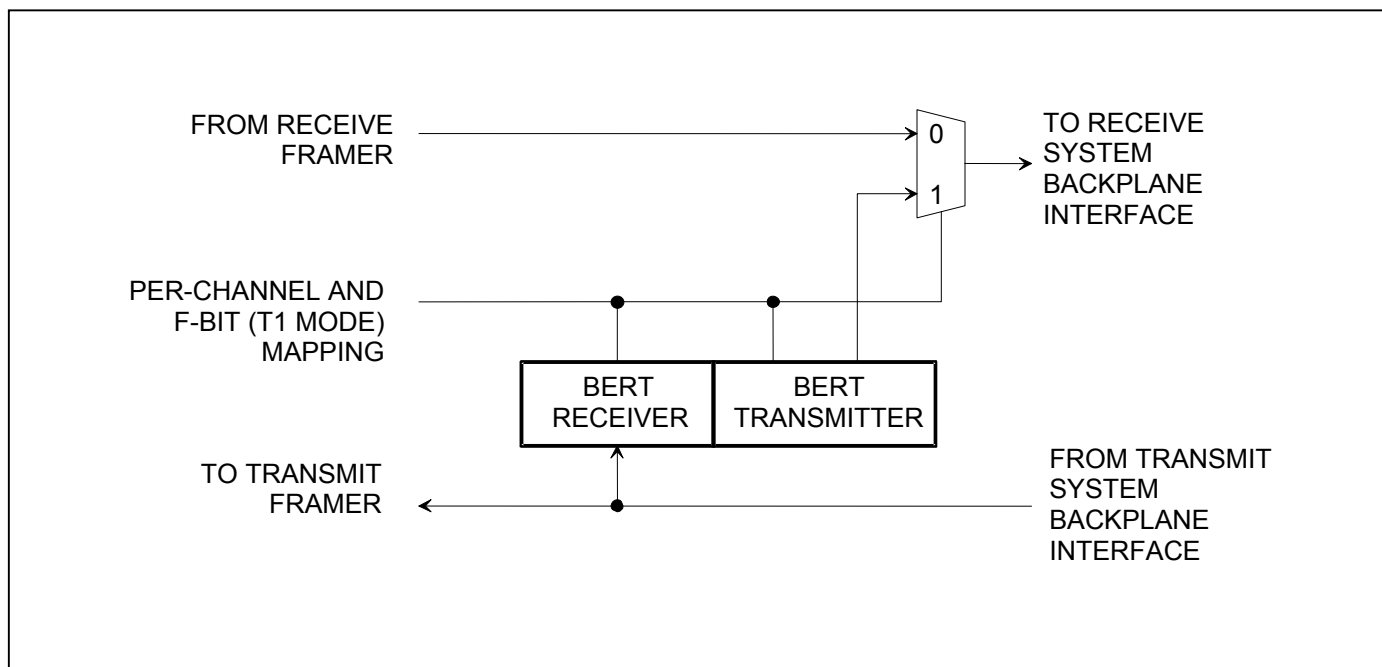 FROM RECEIVE
FRAMER
0
TO RECEIVE
SYSTEM
BACKPLANE
INTERFACE
1
PER-CHANNEL AND
F-BIT (T1 MODE)
MAPPING
BERT
RECEIVER
BERT
TRANSMITTER
TO TRANSMIT
FRAMER
FROM TRANSMIT
SYSTEM
BACKPLANE
INTERFACE